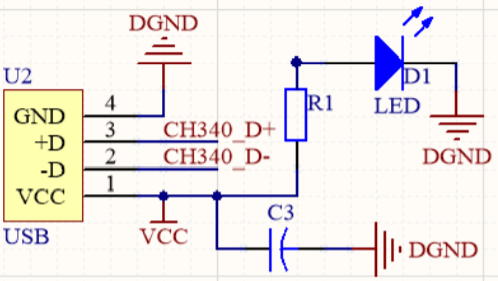 DGND
U2
GND 4
+D 3 CH340_D+
-D 2 CH340_D-
VCC 1
USB
VCC
R1
D1
LED
DGND
C3
DGND